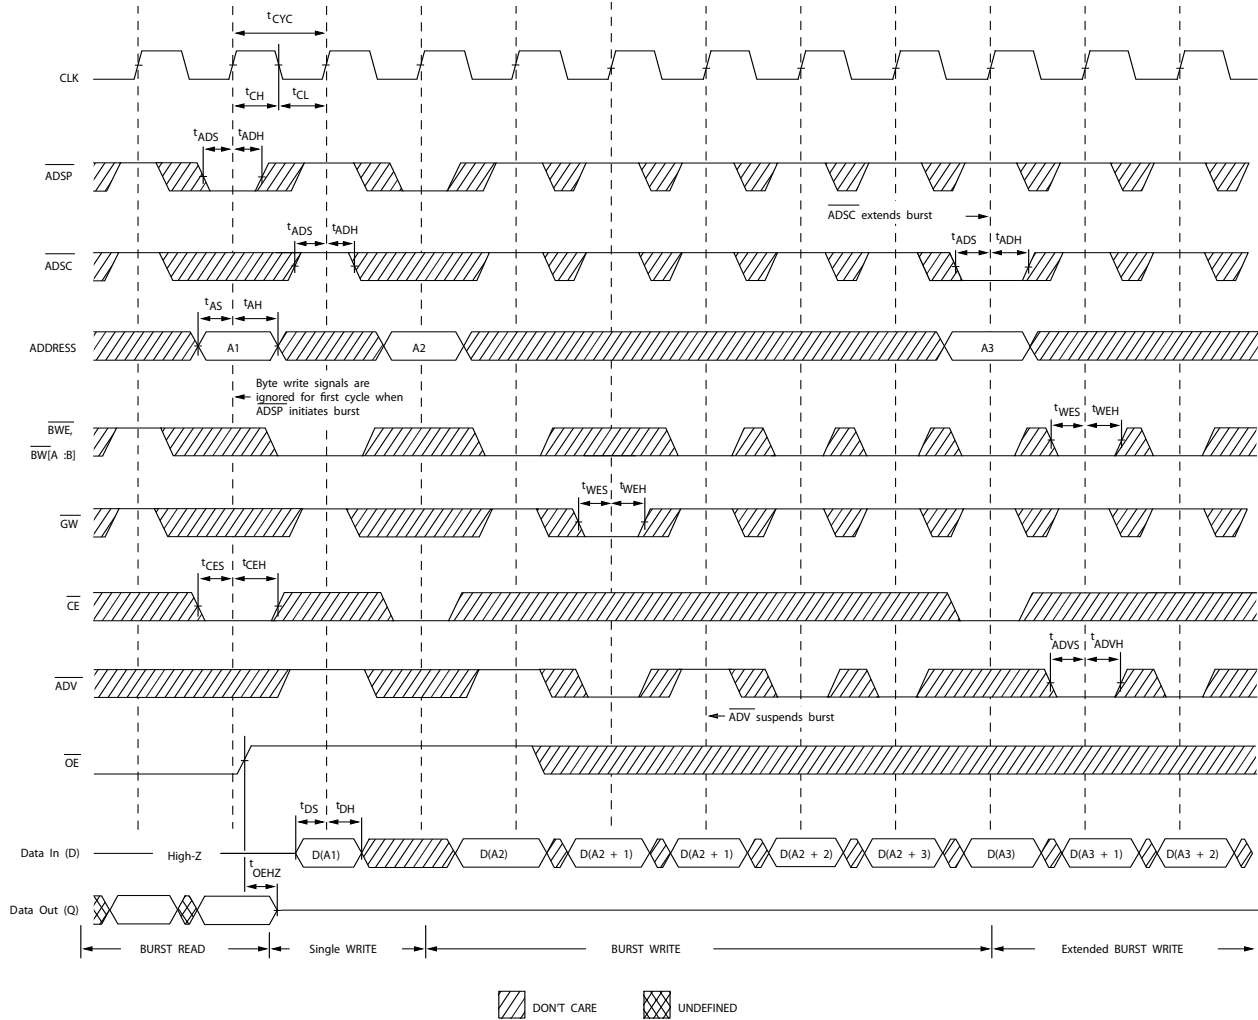 tCYC
CLK
tCH
tCL
tADS
tADH
ADSP
ADSC extends burst
tADS
tADH
tADS
tADH
ADSC
tAS
tAH
ADDRESS
A1
A2
A3
Byte write signals are
ignored for first cycle when
ADSP initiates burst
BWE,
BW[A :B]
tWES
tWEH
tWES
tWEH
GW
tCES
tCEH
CE
tADVS
tADVH
ADV
ADV suspends burst
OE
tDS
tDH
Data In (D)
High-Z
D(A1)
D(A2)
D(A2 + 1)
D(A2 + 1)
D(A2 + 2)
D(A2 + 3)
D(A3)
D(A3 + 1)
D(A3 + 2)
tOEHZ
Data Out (Q)
BURST READ
Single WRITE
BURST WRITE
Extended BURST WRITE
DON'T CARE
UNDEFINED